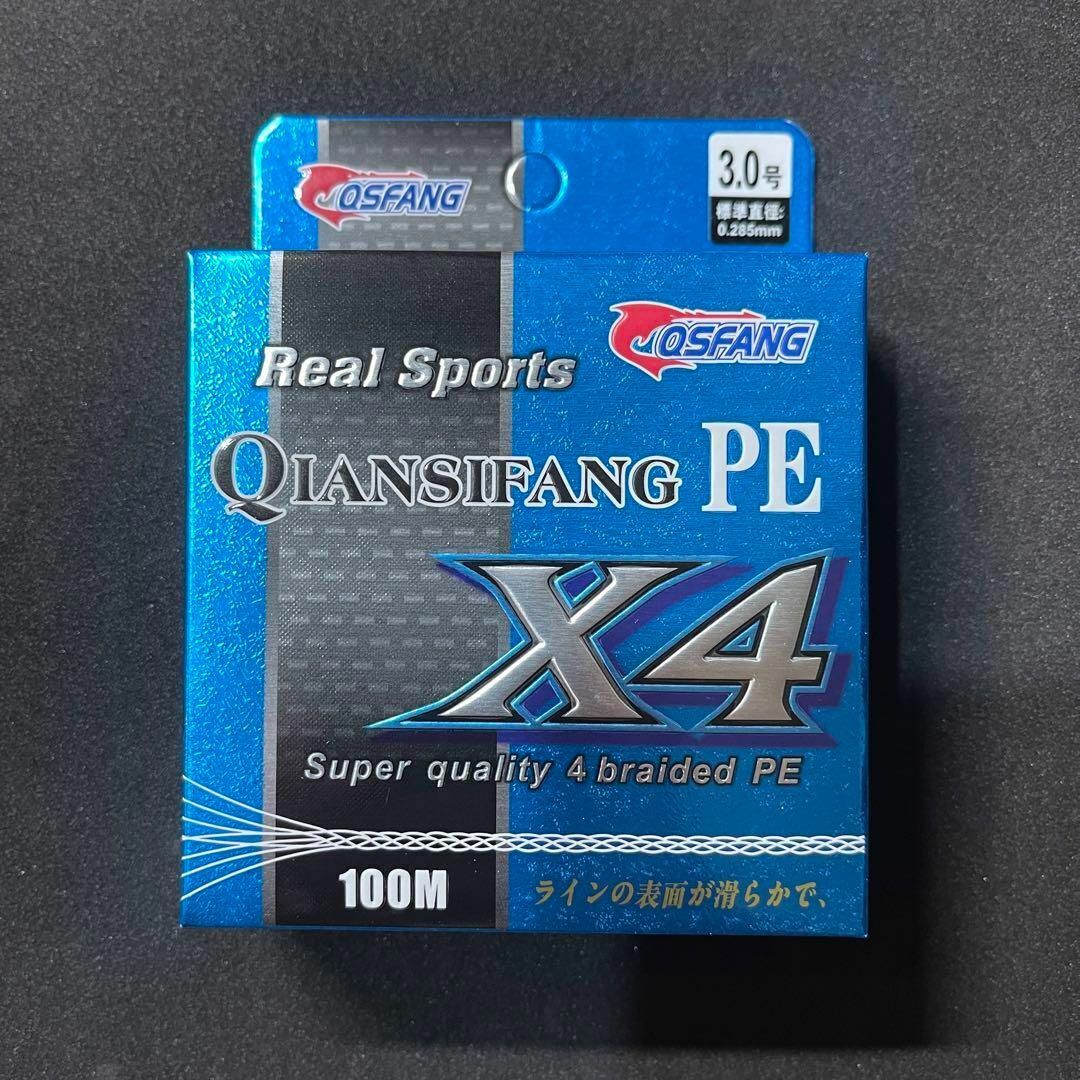 QSFANG
3.0号
標準直徑:
0.285mm
QSFANG
Real Sports
QIANSIFANG PE
X4
Super quality 4 braided PE
100M
ラインの表面が滑らかで、